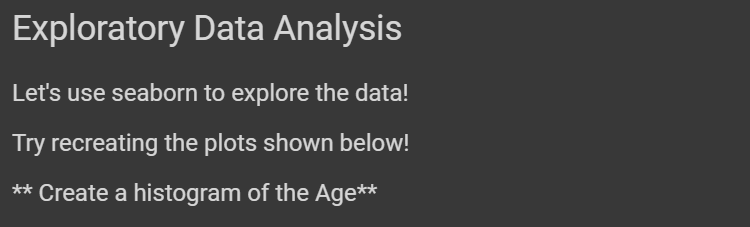 Exploratory Data Analysis
Let's use seaborn to explore the data!
Try recreating the plots shown below!
** Create a histogram of the Age**